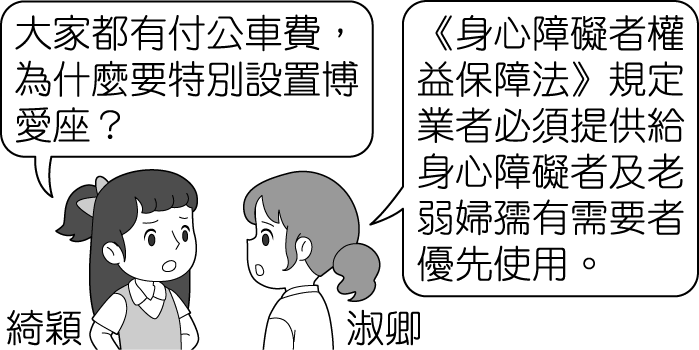 大家都有付公車費，
為什麼要特別設置博
愛座？
《身心障礙者權
益保障法》規定
業者必須提供給
身心障礙者及老
弱婦孺有需要者
優先使用。
綺穎
淑卿